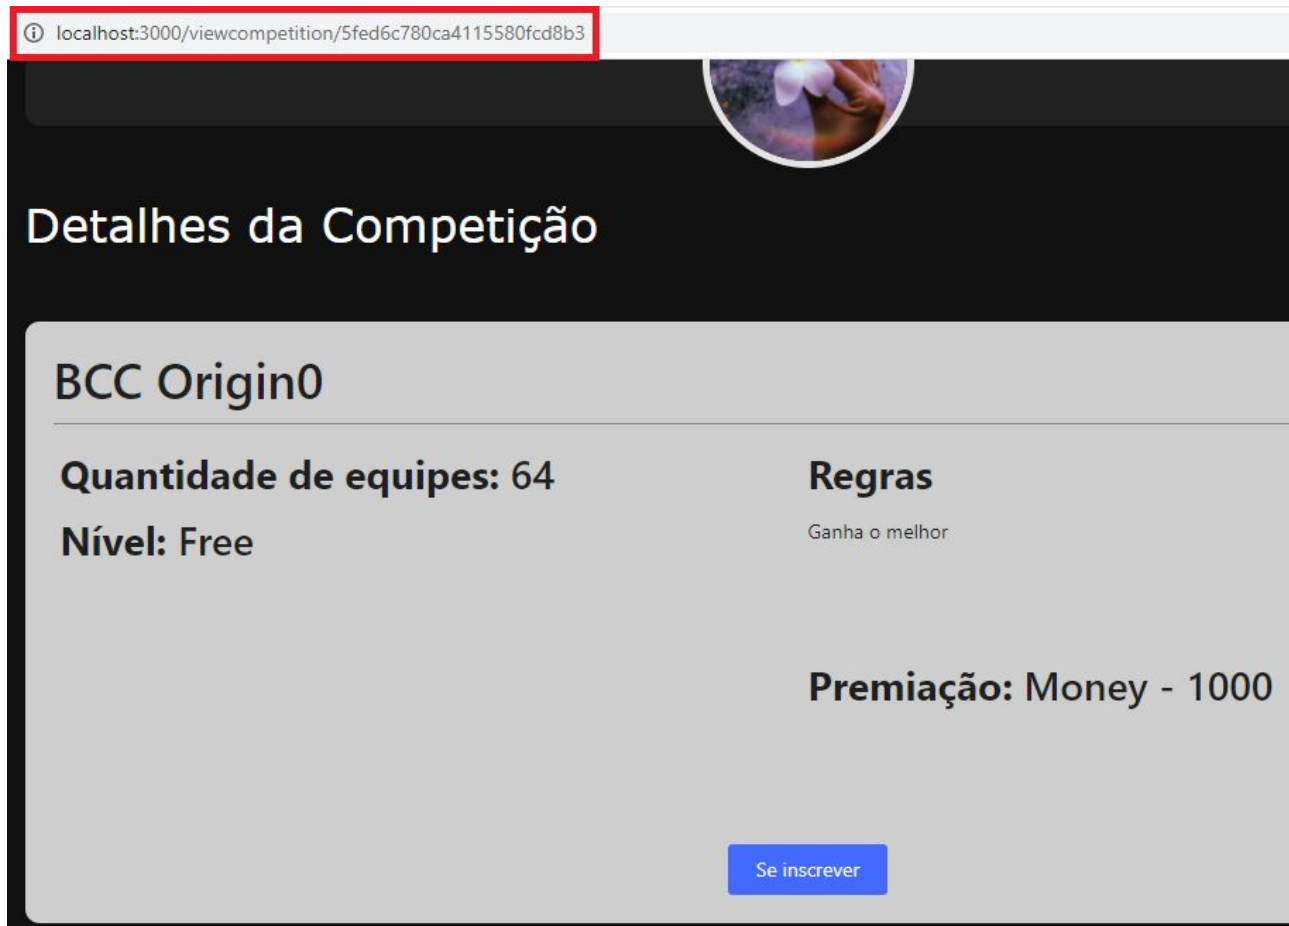 localhost:3000/viewcompetition/5fed6c780ca4115580fcd8b3
Detalhes da Competição
BCC Origin0
Quantidade de equipes: 64
Nível: Free
Regras
Ganha o melhor
Premiação: Money - 1000
Se inscrever